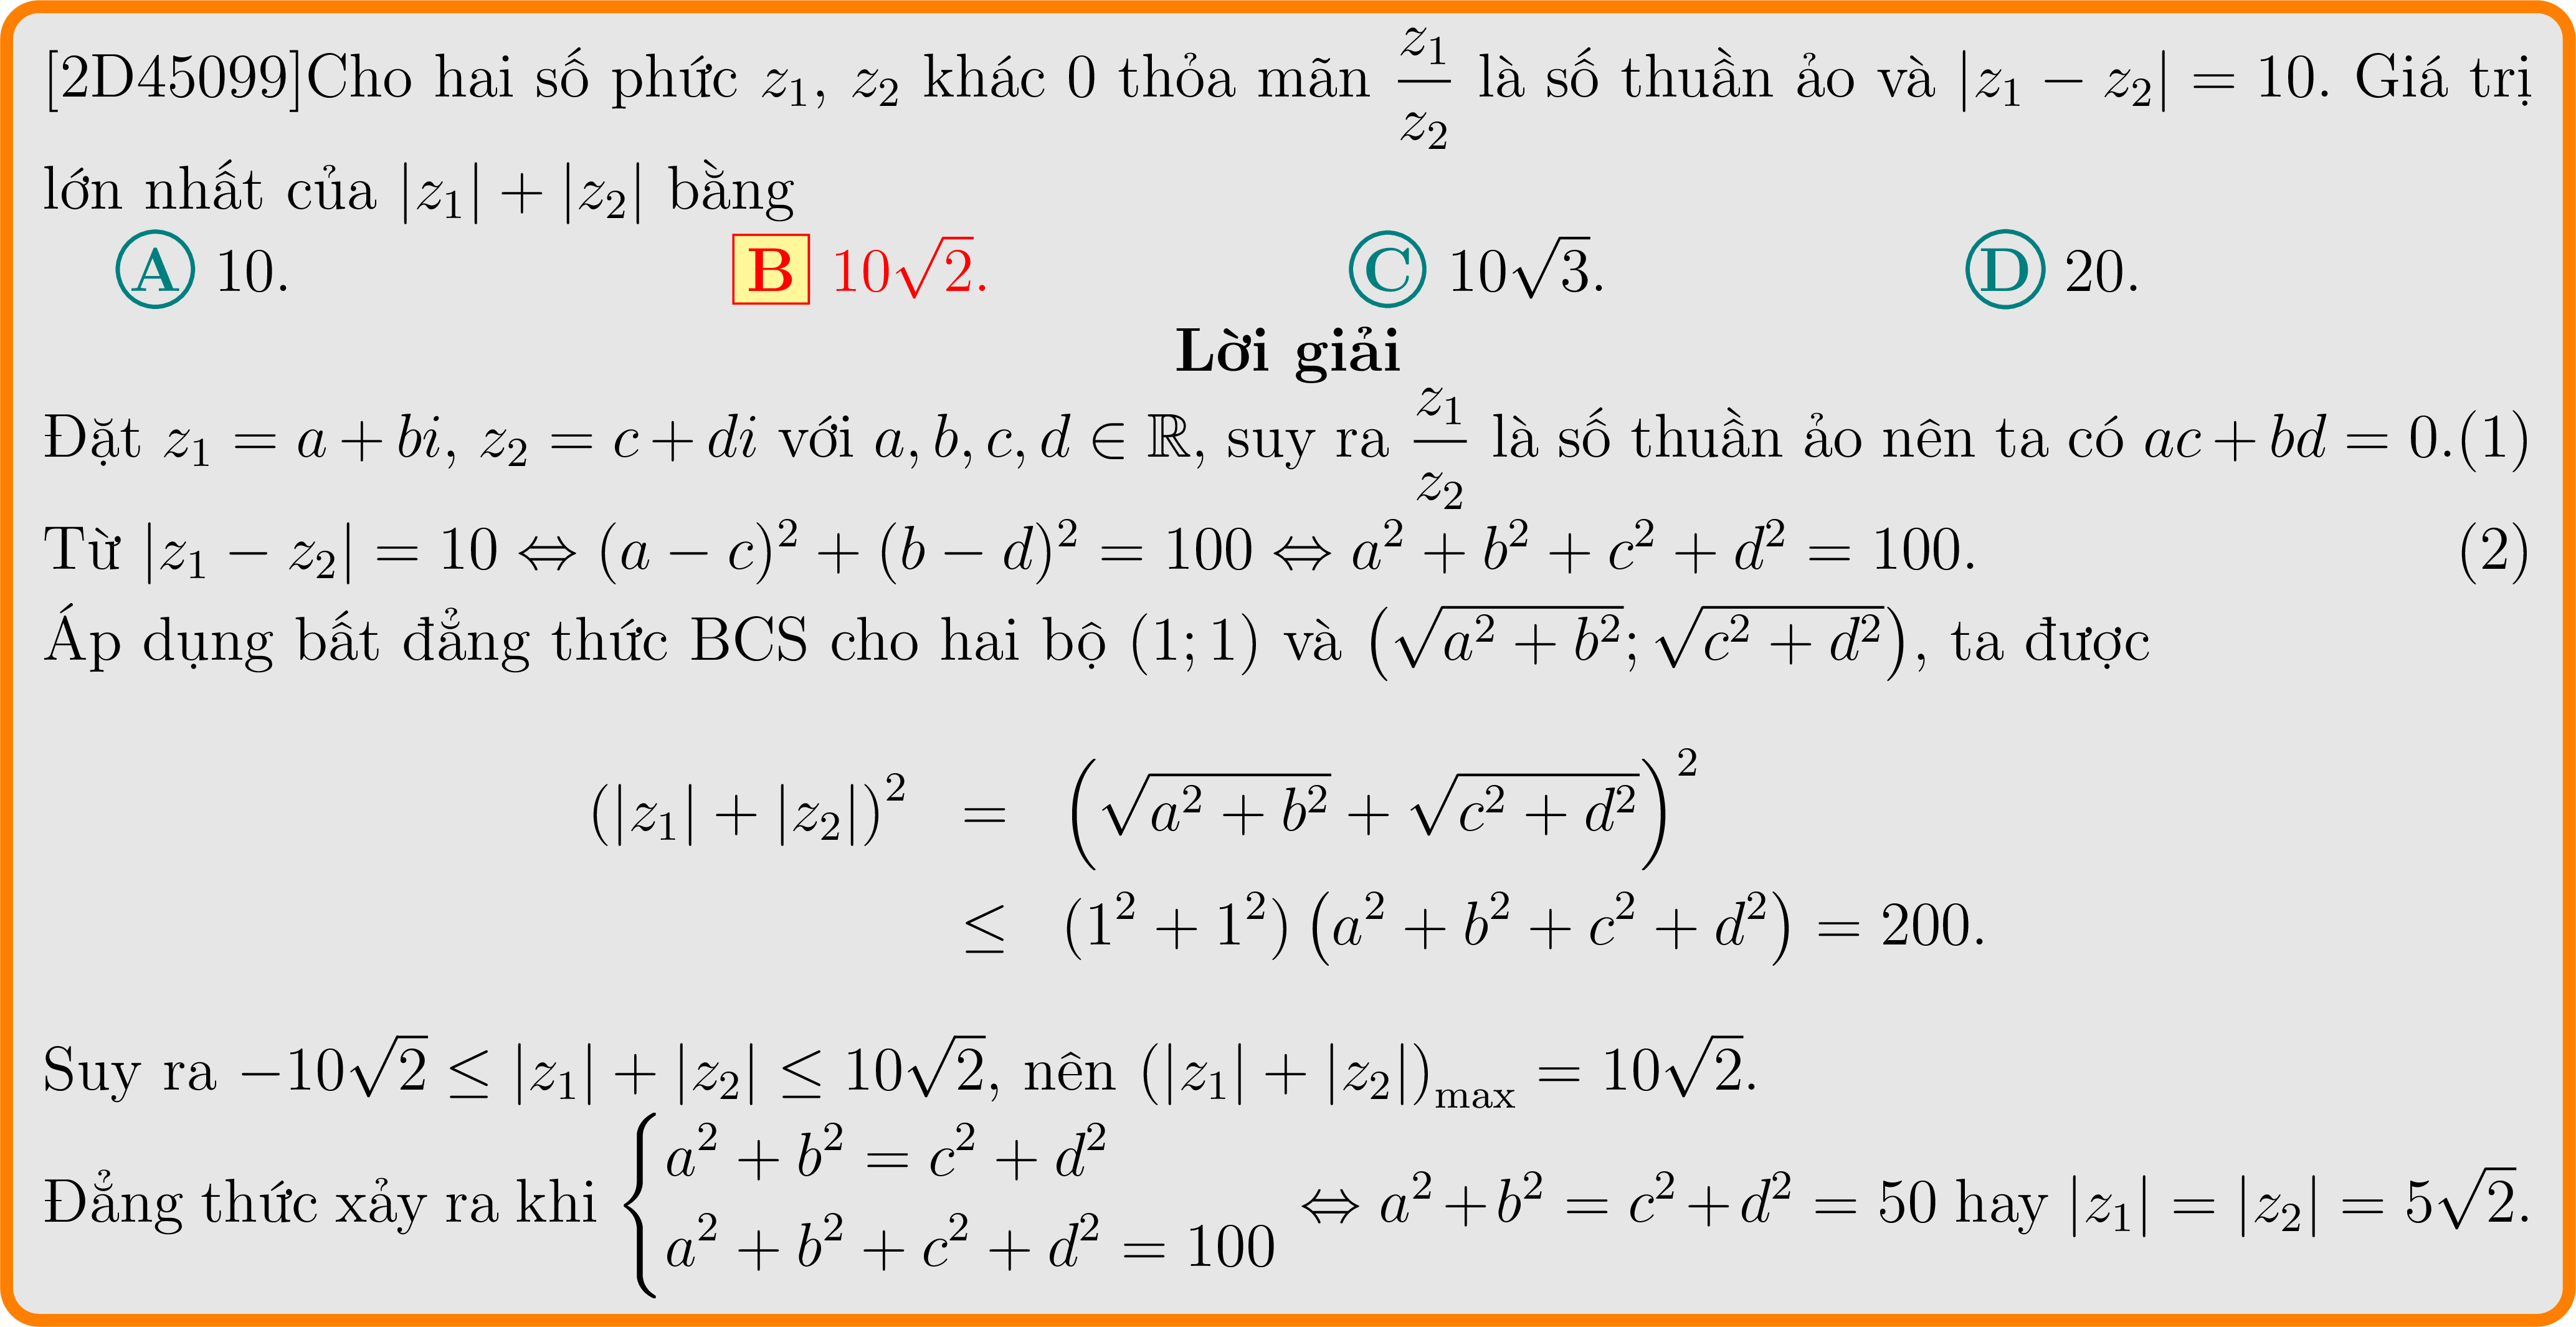 [2D45099]Cho hai số phức $z_1$, $z_2$ khác 0 thỏa mãn $\dfrac{z_1}{z_2}$ là số thuần ảo và $|z_1 - z_2| = 10$. Giá trị
lớn nhất của $|z_1| + |z_2|$ bằng
A 10. B $10\sqrt{2}$. C $10\sqrt{3}$. D 20.
Lời giải
Đặt $z_1 = a + bi$, $z_2 = c + di$ với $a, b, c, d \in \mathbb{R}$, suy ra $\dfrac{z_1}{z_2}$ là số thuần ảo nên ta có $ac + bd = 0$.(1)
Từ $|z_1 - z_2| = 10 \Leftrightarrow (a - c)^2 + (b - d)^2 = 100 \Leftrightarrow a^2 + b^2 + c^2 + d^2 = 100$. (2)
Áp dụng bất đẳng thức BCS cho hai bộ $(1; 1)$ và $\left(\sqrt{a^2 + b^2}; \sqrt{c^2 + d^2}\right)$, ta được
$(|z_1| + |z_2|)^2 = \left(\sqrt{a^2 + b^2} + \sqrt{c^2 + d^2}\right)^2$
$\leq (1^2 + 1^2)\left(a^2 + b^2 + c^2 + d^2\right) = 200.$
Suy ra $-10\sqrt{2} \leq |z_1| + |z_2| \leq 10\sqrt{2}$, nên $(|z_1| + |z_2|)_{\max} = 10\sqrt{2}$.
Đẳng thức xảy ra khi $\begin{cases} a^2 + b^2 = c^2 + d^2 \\ a^2 + b^2 + c^2 + d^2 = 100 \end{cases} \Leftrightarrow a^2 + b^2 = c^2 + d^2 = 50$ hay $|z_1| = |z_2| = 5\sqrt{2}$.